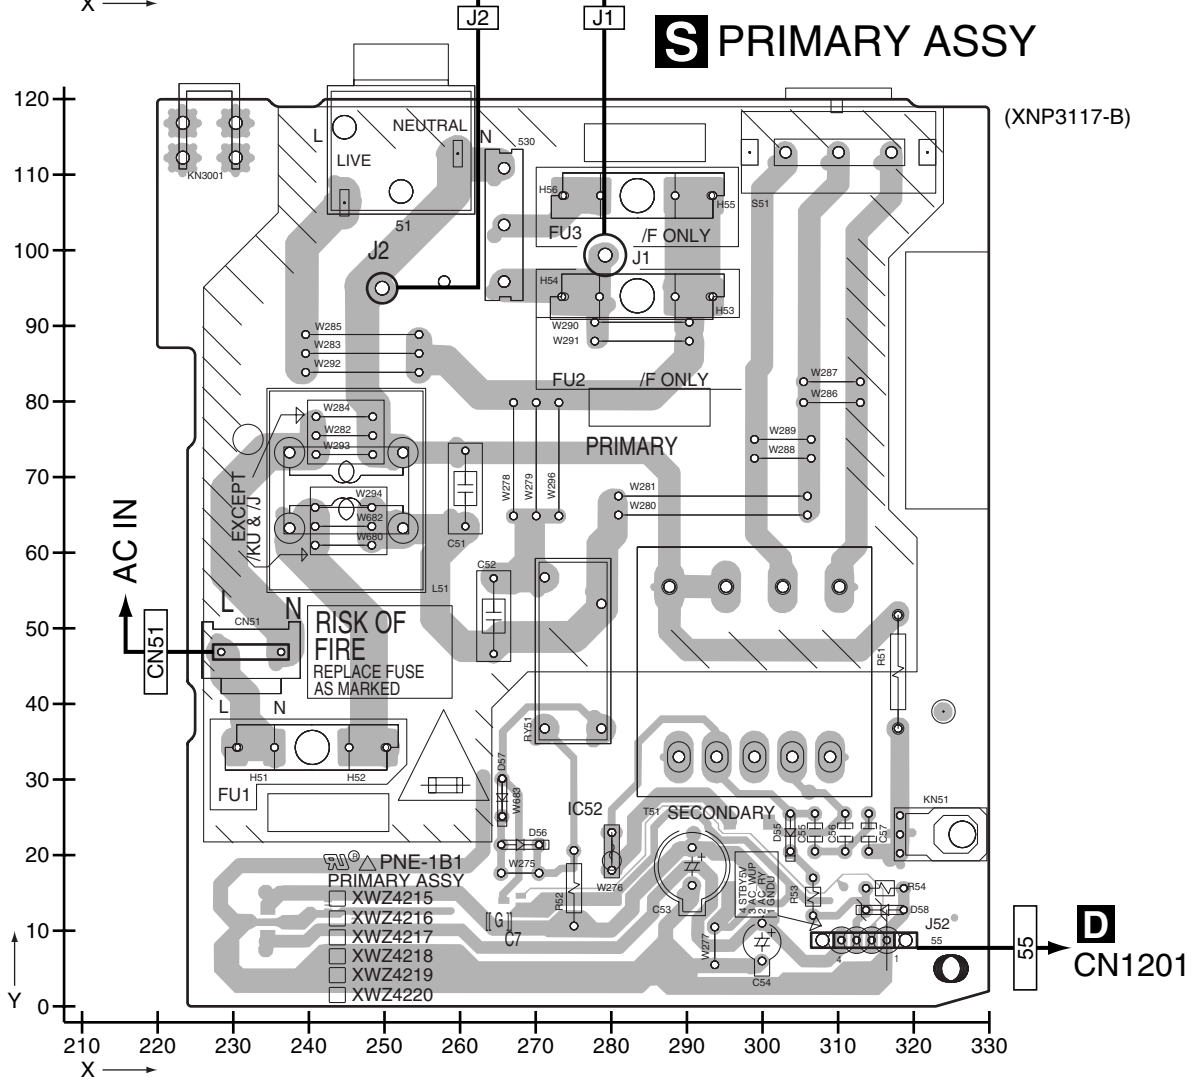 X
J2
J1
S PRIMARY ASSY
(XNP3117-B)
120
110
100
90
80
70
60
50
40
30
20
10
0
Y
KN3001
L
NEUTRAL
N
LIVE
51
530
J2
H56
H55
FU3
/F ONLY
J1
S51
H54
H53
W290
W291
FU2
/F ONLY
PRIMARY
W285
W283
W292
W287
W286
W289
W288
W284
W282
W293
W294
W682
W680
EXCEPT
/KU & /J
L51
C51
W278
W279
W296
W281
W280
C52
AC IN
CN51
L
N
CN51
RISK OF
FIRE
REPLACE FUSE
AS MARKED
L
N
H51
H52
FU1
RY51
R51
D57
W683
IC52
T51
SECONDARY
D55
C55
C56
C57
KN51
D56
W275
R52
W276
C53
4 STBY5V
3 AC_WUP
2 AC_RY
1 GNDU
R53
R54
D58
J52
55
4
1
W277
C54
G
C7
PNE-1B1
PRIMARY ASSY
XWZ4215
XWZ4216
XWZ4217
XWZ4218
XWZ4219
XWZ4220
55
D
CN1201
210
220
230
240
250
260
270
280
290
300
310
320
330
X